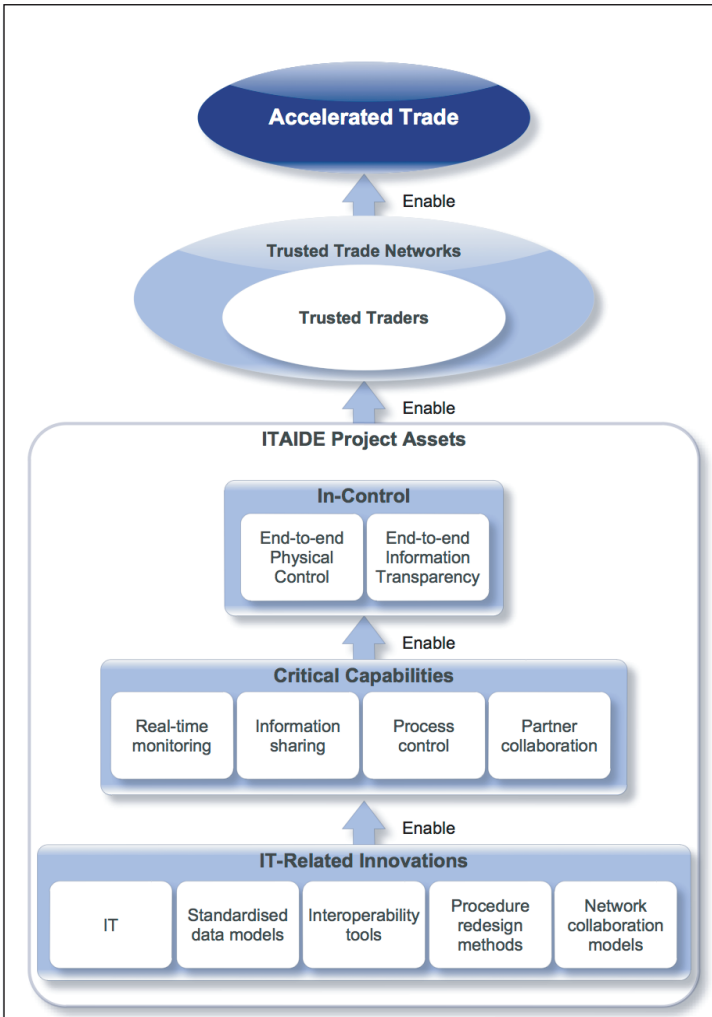 Accelerated Trade
Enable
Trusted Trade Networks
Trusted Traders
Enable
ITAIDE Project Assets
In-Control
End-to-end
Physical
Control
End-to-end
Information
Transparency
Enable
Critical Capabilities
Real-time
monitoring
Information
sharing
Process
control
Partner
collaboration
Enable
IT-Related Innovations
IT
Standardised
data models
Interoperability
tools
Procedure
redesign
methods
Network
collaboration
models